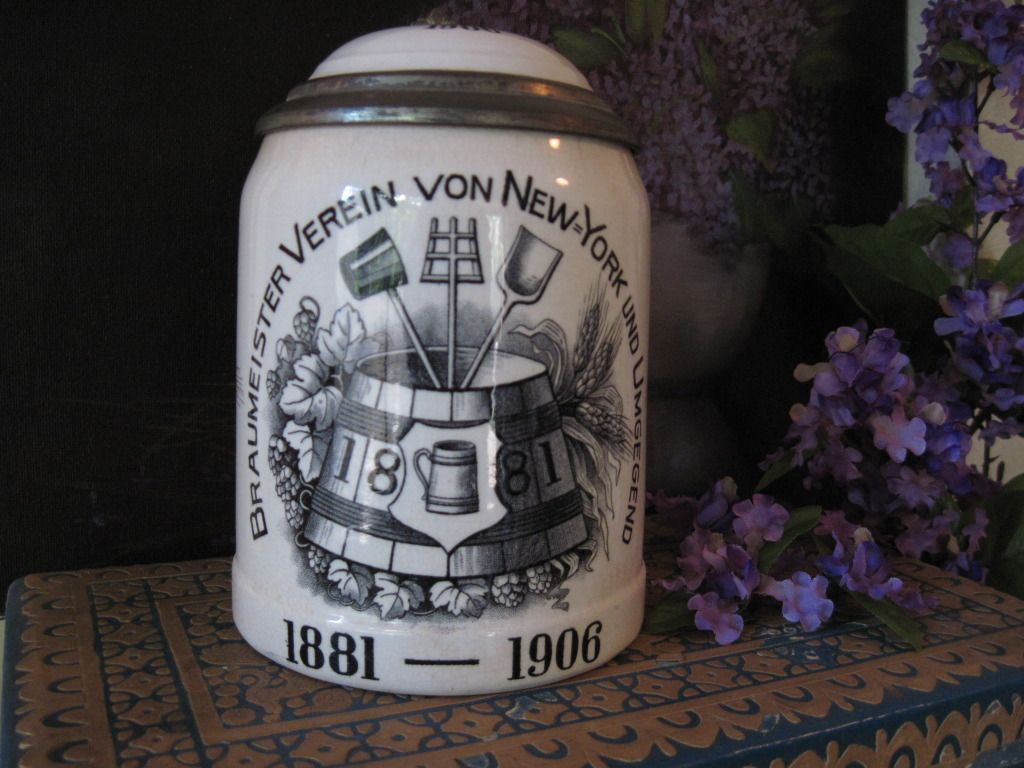 BRAUMEISTER VEREIN VON NEW=YORK UND UMGEGEND
18 81
1881 — 1906